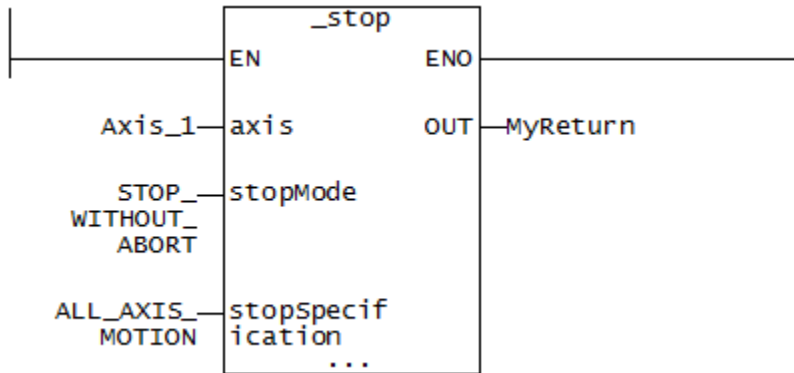 _stop
EN ENO
Axis_1 axis OUT MyReturn
STOP_ stopMode
WITHOUT_
ABORT
ALL_AXIS_ stopSpecif
MOTION ication
...